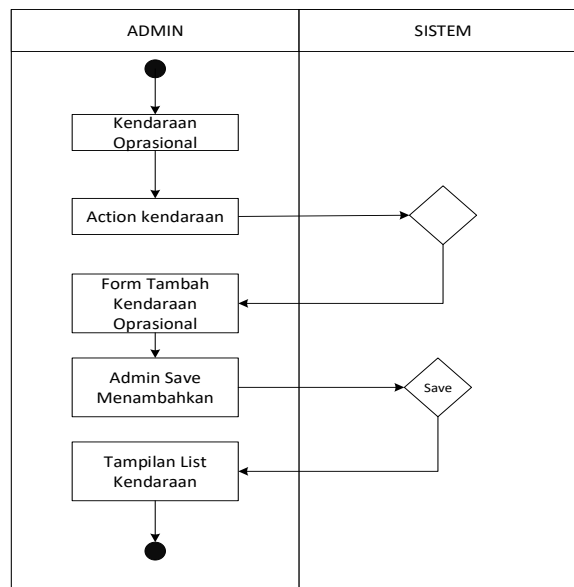 ADMIN
SISTEM
Kendaraan
Oprasional
Action kendaraan
Form Tambah
Kendaraan
Oprasional
Admin Save
Menambahkan
Save
Tampilan List
Kendaraan